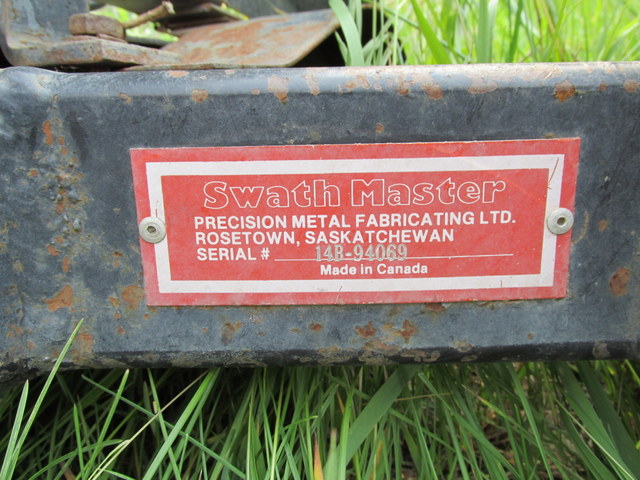 Swath Master
PRECISION METAL FABRICATING LTD.
ROSETOWN, SASKATCHEWAN
SERIAL # 14B-94069
Made in Canada